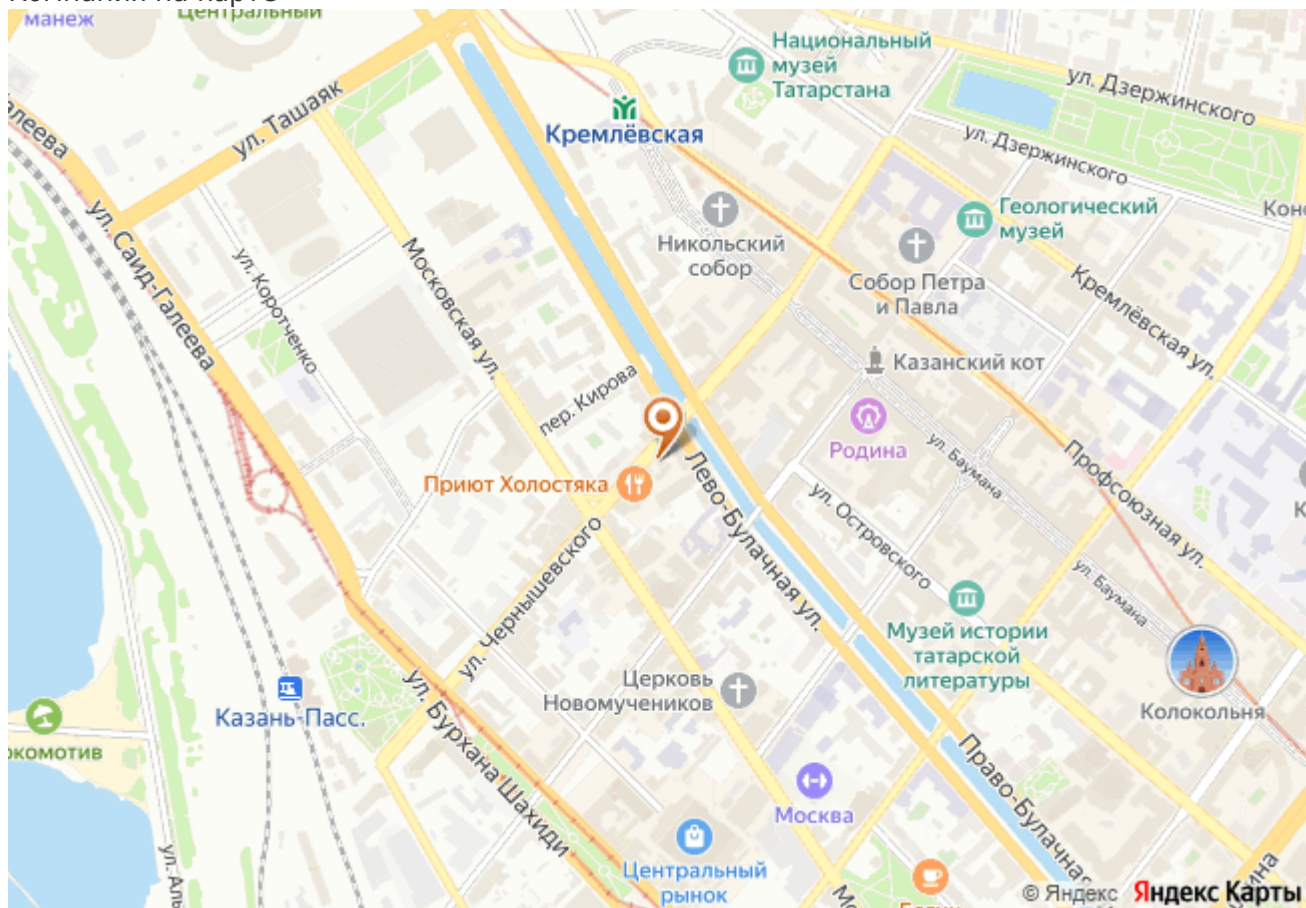 манеж
Центральный
Национальный
музей
Татарстана
ул. Дзержинского
ул. Ташаяк
Кремлёвская
ул. Дзержинского
Геологический
музей
Никольский
собор
Собор Петра
и Павла
ул. Саид-Галеева
ул. Коротченко
Московская ул.
Кремлёвская ул.
Казанский кот
пер. Кирова
Родина
ул. Баумана
Профсоюзная ул.
Приют Холостяка
Лево-Булачная ул.
ул. Островского
ул. Чернышевского
ул. Баумана
Музей истории
татарской
литературы
Церковь
Новомучеников
Казань-Пасс.
Колокольня
ул. Бурхана Шахиди
Право-Булачная
Москва
Центральный
рынок
© Яндекс Яндекс Карты